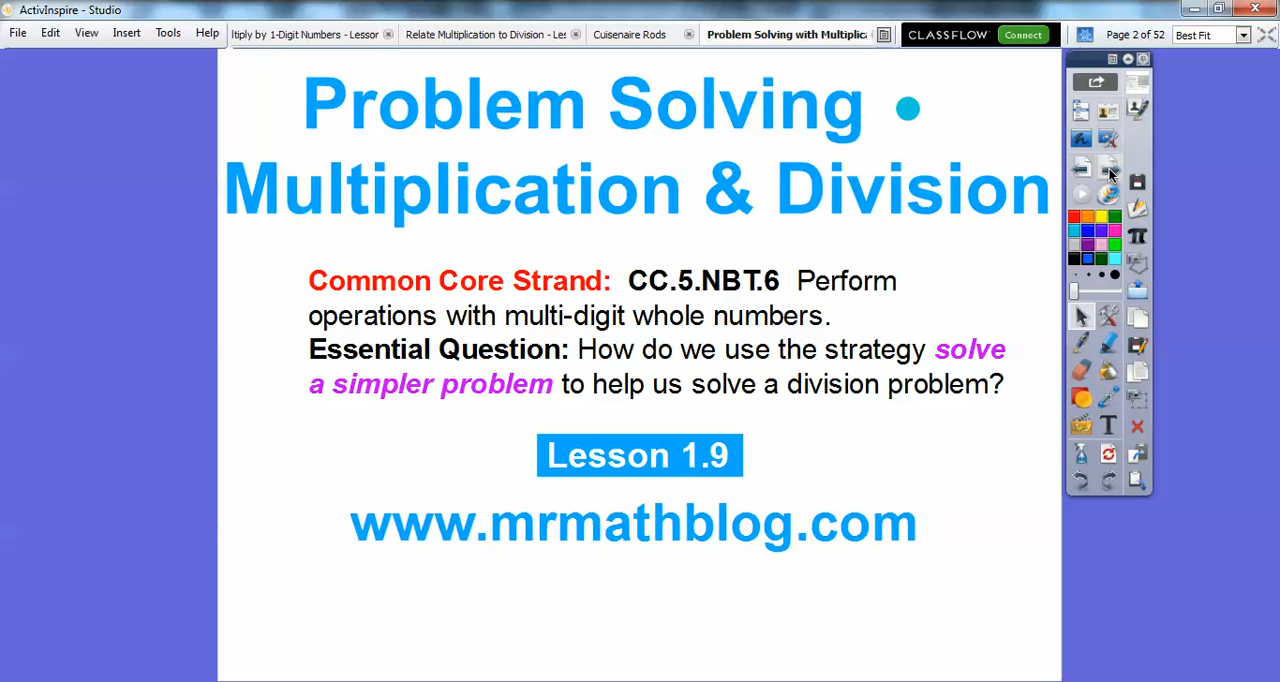 ActivInspire - Studio
File Edit View Insert Tools Help
tiply by 1-Digit Numbers - Lessor Relate Multiplication to Division - Les Cuisenaire Rods Problem Solving with Multiplica
CLASSFLOW Connect Page 2 of 52 Best Fit
Problem Solving •
Multiplication & Division
Common Core Strand: CC.5.NBT.6 Perform
operations with multi-digit whole numbers.
Essential Question: How do we use the strategy solve
a simpler problem to help us solve a division problem?
Lesson 1.9
www.mrmathblog.com